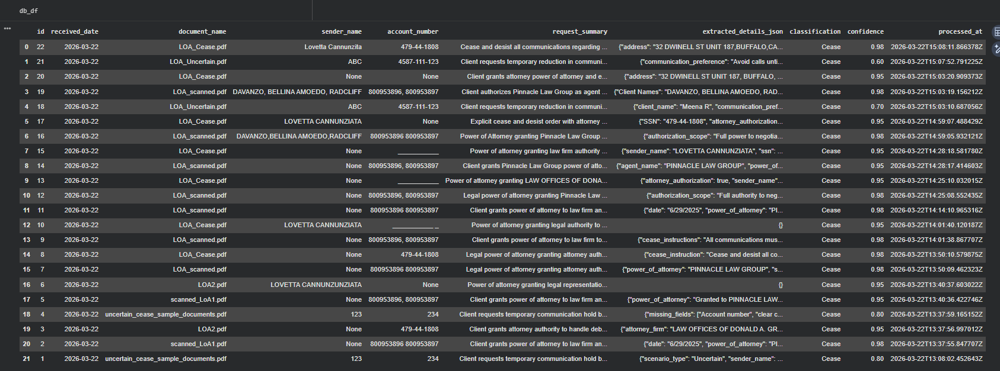 db_df
id received_date document_name sender_name account_number request_summary extracted_details_json classification confidence processed_at
0 22 2026-03-22 LOA_Cease.pdf Lovetta Cannunzita 479-44-1808 Cease and desist all communications regarding ... {"address": "32 DWINELL ST UNIT 187,BUFFALO,CA... Cease 0.98 2026-03-22T15:08:11.866378Z
1 21 2026-03-22 LOA_Uncertain.pdf ABC 4587-111-123 Client requests temporary reduction in communi... {"communication_preference": "Avoid calls unti... Cease 0.60 2026-03-22T15:07:52.791225Z
2 20 2026-03-22 LOA_Cease.pdf None None Client grants attorney power of attorney and e... {"address": "32 DWINELL ST UNIT 187, BUFFALO, ... Cease 0.95 2026-03-22T15:03:20.909373Z
3 19 2026-03-22 LOA_scanned.pdf DAVANZO, BELLINA AMOEDO, RADCLIFF 800953896, 800953897 Client authorizes Pinnacle Law Group as agent ... {"Client Names": "DAVANZO, BELLINA AMOEDO, RAD... Cease 0.98 2026-03-22T15:03:19.156212Z
4 18 2026-03-22 LOA_Uncertain.pdf ABC 4587-111-123 Client requests temporary reduction in communi... {"client_name": "Meena R", "communication_pref... Cease 0.70 2026-03-22T15:03:10.687056Z
5 17 2026-03-22 LOA_Cease.pdf LOVETTA CANNUNZIATA None Explicit cease and desist order with attorney ... {"SSN": "479-44-1808", "attorney_authorization... Cease 0.95 2026-03-22T14:59:07.488429Z
6 16 2026-03-22 LOA_scanned.pdf DAVANZO,BELLINA AMOEDO,RADCLIFF 800953896 800953897 Power of Attorney granting Pinnacle Law Group ... {"authorization_scope": "Full power to negotia... Cease 0.98 2026-03-22T14:59:05.932121Z
7 15 2026-03-22 LOA_Cease.pdf None ____________ Power of attorney granting law firm authority ... {"sender_name": "LOVETTA CANNUNZIATA", "ssn": ... Cease 0.95 2026-03-22T14:28:18.581780Z
8 14 2026-03-22 LOA_scanned.pdf None 800953896, 800953897 Client grants Pinnacle Law Group power of atto... {"agent_name": "PINNACLE LAW GROUP", "power_of... Cease 0.95 2026-03-22T14:28:17.414603Z
9 13 2026-03-22 LOA_Cease.pdf None ____________ Power of attorney granting LAW OFFICES OF DONA... {"attorney_authorization": true, "sender_name"... Cease 0.95 2026-03-22T14:25:10.032015Z
10 12 2026-03-22 LOA_scanned.pdf None 800953896, 800953897 Legal power of attorney granting Pinnacle Law ... {"authorization_scope": "Full authority to neg... Cease 0.98 2026-03-22T14:25:08.552435Z
11 11 2026-03-22 LOA_scanned.pdf None 800953896 800953897 Client grants power of attorney to law firm an... {"date": "6/29/2025", "power_of_attorney": "PI... Cease 0.98 2026-03-22T14:14:10.965316Z
12 10 2026-03-22 LOA_Cease.pdf LOVETTA CANNUNZIATA ____________ _ Power of attorney granting legal authority to ... {} Cease 0.95 2026-03-22T14:01:40.120187Z
13 9 2026-03-22 LOA_scanned.pdf None 800953896, 800953897 Client grants power of attorney to law firm to... {"cease_instructions": "All communications mus... Cease 0.98 2026-03-22T14:01:38.867707Z
14 8 2026-03-22 LOA_Cease.pdf None 479-44-1808 Legal power of attorney granting attorney auth... {"cease_instruction": "Cease and desist all co... Cease 0.98 2026-03-22T13:50:10.579875Z
15 7 2026-03-22 LOA_scanned.pdf None 800953896 800953897 Legal power of attorney granting attorney auth... {"power_of_attorney": "PINNACLE LAW GROUP", "s... Cease 0.98 2026-03-22T13:50:09.462323Z
16 6 2026-03-22 LOA2.pdf LOVETTA CANNUNZUNZIATA None Power of attorney granting legal representatio... {} Cease 0.95 2026-03-22T13:40:37.603022Z
17 5 2026-03-22 scanned_LoA1.pdf None 800953896, 800953897 Client grants power of attorney to law firm an... {"power_of_attorney": "Granted to PINNACLE LAW... Cease 0.95 2026-03-22T13:40:36.422746Z
18 4 2026-03-22 uncertain_cease_sample_documents.pdf 123 234 Client requests temporary communication hold b... {"missing_fields": ["Account number", "clear c... Cease 0.80 2026-03-22T13:37:59.165152Z
19 3 2026-03-22 LOA2.pdf None 479-44-1808 Client grants attorney authority to handle deb... {"attorney_firm": "LAW OFFICES OF DONALD A. GR... Cease 0.95 2026-03-22T13:37:56.997012Z
20 2 2026-03-22 scanned_LoA1.pdf None 800953896 800953897 Client grants power of attorney to law firm an... {"date": "6/29/2025", "power_of_attorney": "PI... Cease 0.98 2026-03-22T13:37:55.847707Z
21 1 2026-03-22 uncertain_cease_sample_documents.pdf 123 234 Client requests temporary communication hold b... {"scenario_type": "Uncertain", "sender_name": ... Cease 0.80 2026-03-22T13:08:02.452643Z